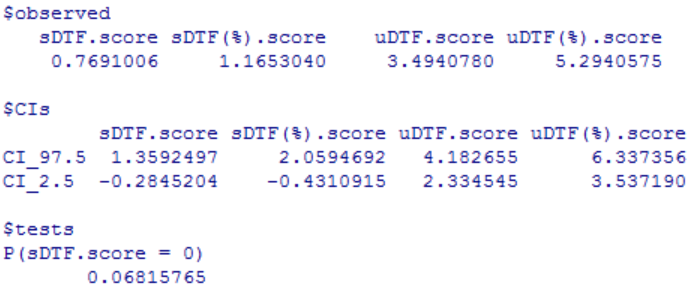 $observed
sDTF.score sDTF(%).score uDTF.score uDTF(%).score
0.7691006 1.1653040 3.4940780 5.2940575
$CIs
sDTF.score sDTF(%).score uDTF.score uDTF(%).score
CI_97.5 1.3592497 2.0594692 4.182655 6.337356
CI_2.5 -0.2845204 -0.4310915 2.334545 3.537190
$tests
P(sDTF.score = 0)
0.06815765